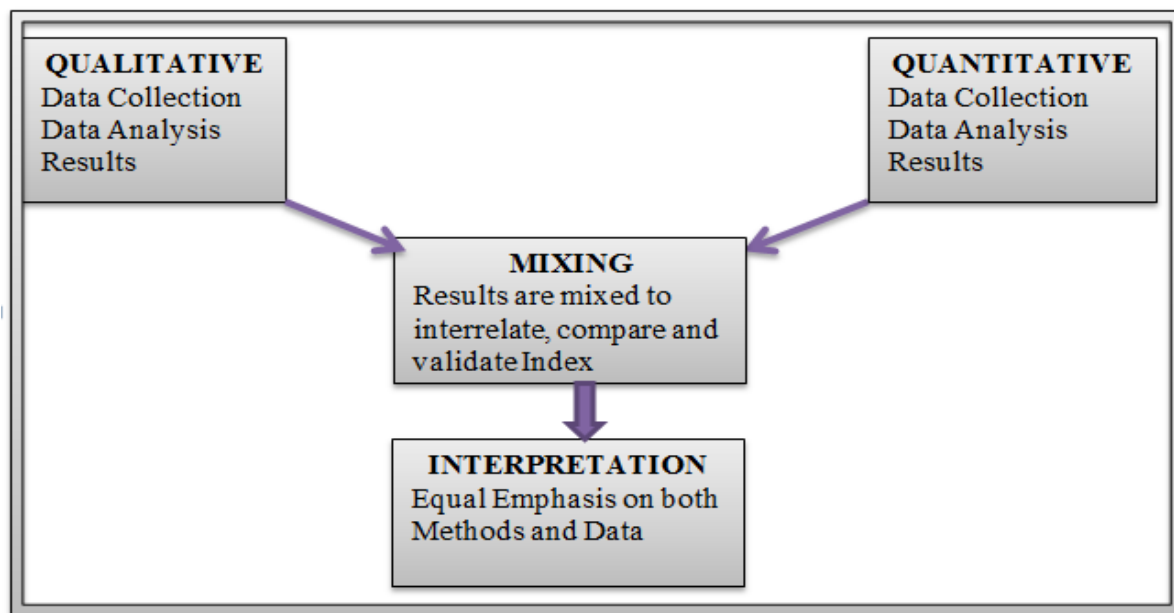 QUALITATIVE
Data Collection
Data Analysis
Results
QUANTITATIVE
Data Collection
Data Analysis
Results
MIXING
Results are mixed to
interrelate, compare and
validate Index
INTERPRETATION
Equal Emphasis on both
Methods and Data